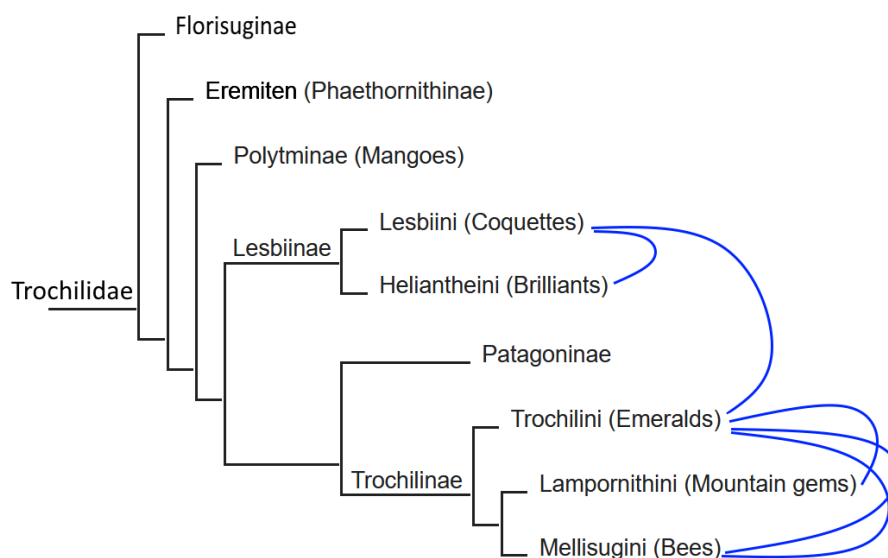 Florisuginae
Eremiten (Phaethornithinae)
Polytminae (Mangoes)
Lesbiini (Coquettes)
Lesbiinae
Heliantheini (Brilliants)
Trochilidae
Patagoninae
Trochilini (Emeralds)
Trochilinae
Lampornithini (Mountain gems)
Mellisugini (Bees)